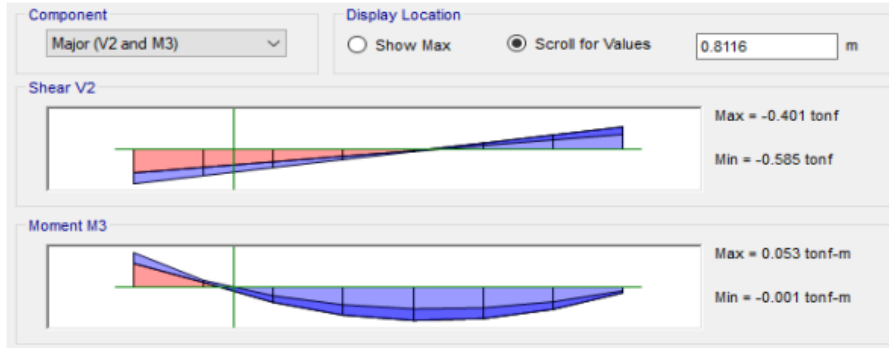 Component
Display Location
Major (V2 and M3)
Show Max
Scroll for Values
0.8116
m
Shear V2
Max = -0.401 tonf
Min = -0.585 tonf
Moment M3
Max = 0.053 tonf-m
Min = -0.001 tonf-m